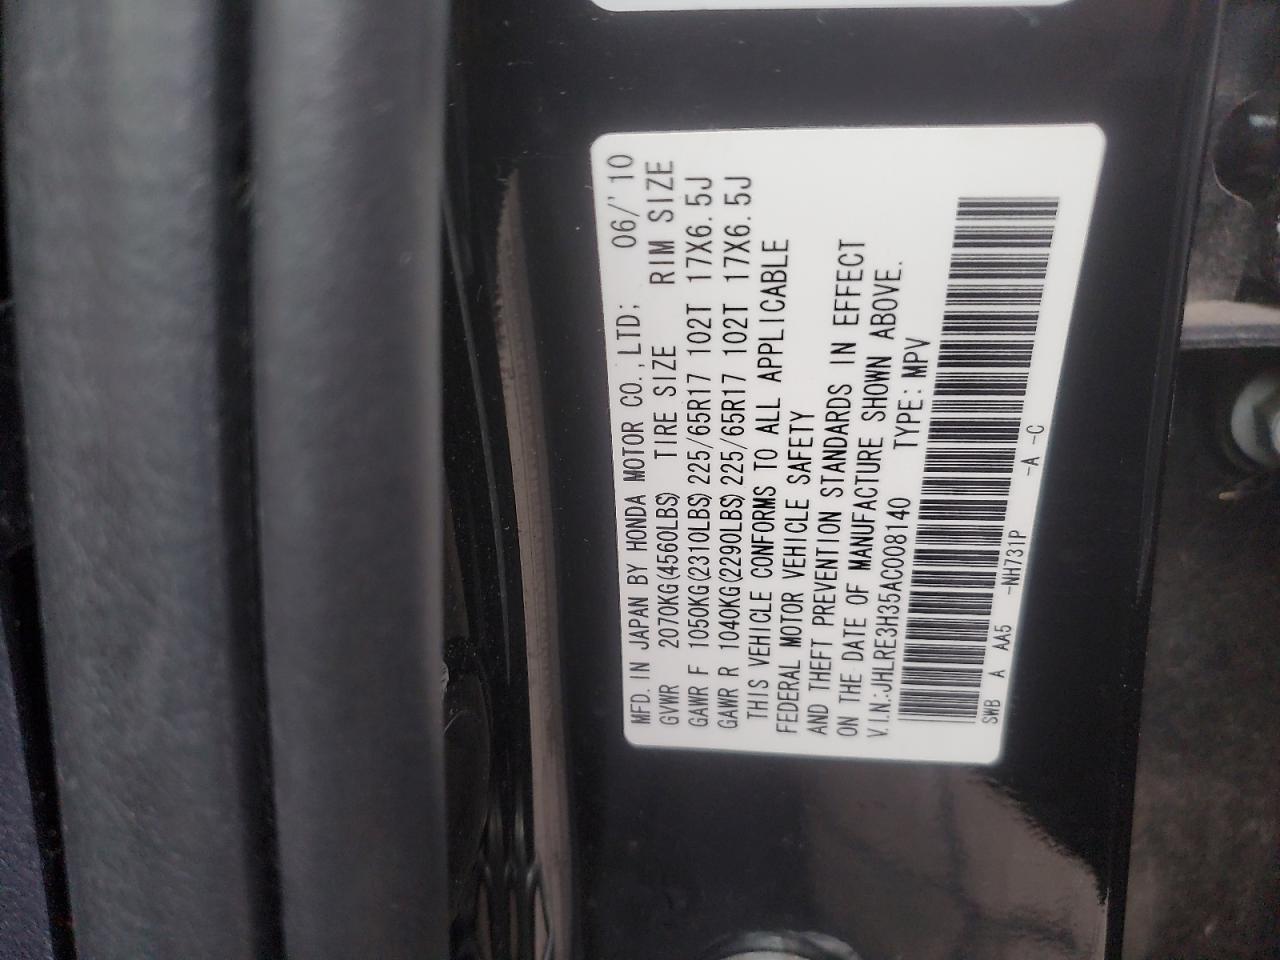 MFD. IN JAPAN BY HONDA MOTOR CO., LTD; 06/'10
GVWR 2070KG(4560LBS) TIRE SIZE RIM SIZE
GAWR F 1050KG(2310LBS) 225/65R17 102T 17X6.5J
GAWR R 1040KG(2290LBS) 225/65R17 102T 17X6.5J
THIS VEHICLE CONFORMS TO ALL APPLICABLE
FEDERAL MOTOR VEHICLE SAFETY
AND THEFT PREVENTION STANDARDS IN EFFECT
ON THE DATE OF MANUFACTURE SHOWN ABOVE.
V.I.N.:JHLRE3H35AC008140 TYPE: MPV
SWB A AA5 -NH731P -A -C